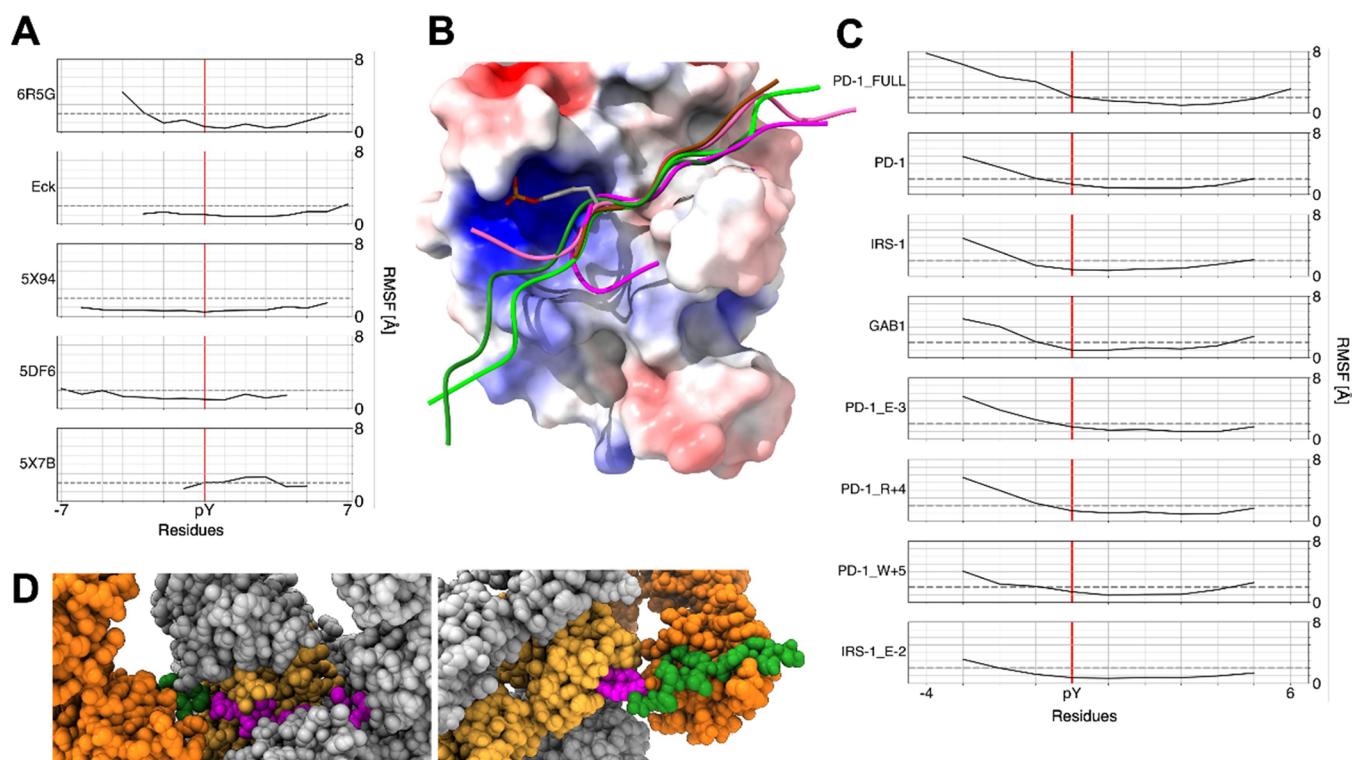 A
6R5G
8
0
Eck
8
0
5X94
8
0
5DF6
8
0
5X7B
8
0
-7
pY
7
Residues
RMSF [Å]
B
C
PD-1_FULL
8
0
PD-1
8
0
IRS-1
8
0
GAB1
8
0
PD-1_E-3
8
0
PD-1_R+4
8
0
PD-1_W+5
8
0
IRS-1_E-2
8
0
-4
pY
6
Residues
RMSF [Å]
D